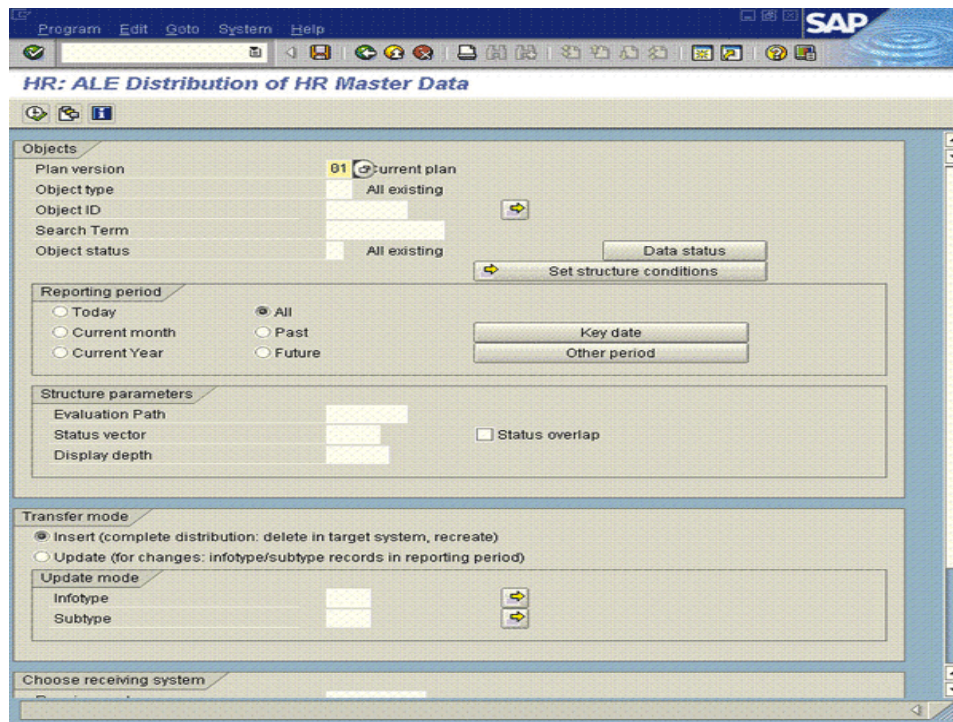 Program Edit Goto System Help
SAP
HR: ALE Distribution of HR Master Data
Objects
Plan version 01 Current plan
Object type All existing
Object ID
Search Term
Object status All existing Data status
Set structure conditions
Reporting period
Today All
Current month Past Key date
Current Year Future Other period
Structure parameters
Evaluation Path
Status vector Status overlap
Display depth
Transfer mode
Insert (complete distribution: delete in target system, recreate)
Update (for changes: infotype/subtype records in reporting period)
Update mode
Infotype
Subtype
Choose receiving system